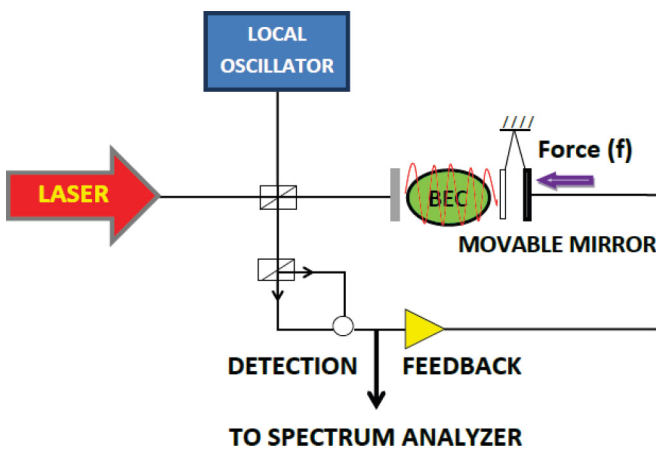 LOCAL
OSCILLATOR
Force (f)
LASER
BEC
MOVABLE MIRROR
DETECTION
FEEDBACK
TO SPECTRUM ANALYZER